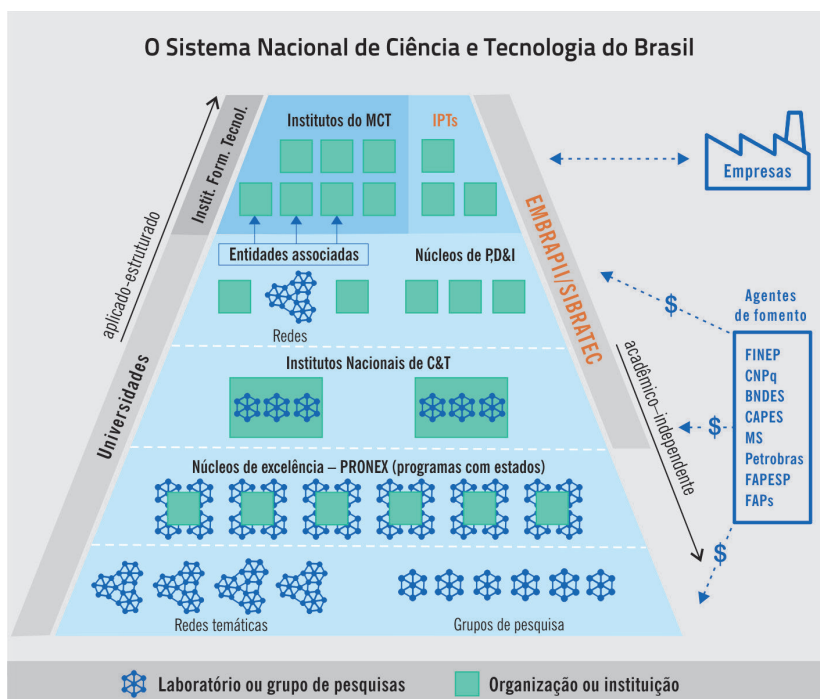 O Sistema Nacional de Ciência e Tecnologia do Brasil
Instit. Form. Tecnol.
Institutos do MCT
IPTs
Empresas
aplicado-estruturado
Entidades associadas
Núcleos de P,D&I
EMBRAPII/SIBRATEC
Redes
$
Agentes
de fomento
FINEP
CNPq
BNDES
CAPES
MS
Petrobras
FAPESP
FAPs
Universidades
Institutos Nacionais de C&T
acadêmico–independente
$
Núcleos de excelência – PRONEX (programas com estados)
$
Redes temáticas
Grupos de pesquisa
Laboratório ou grupo de pesquisas
Organização ou instituição